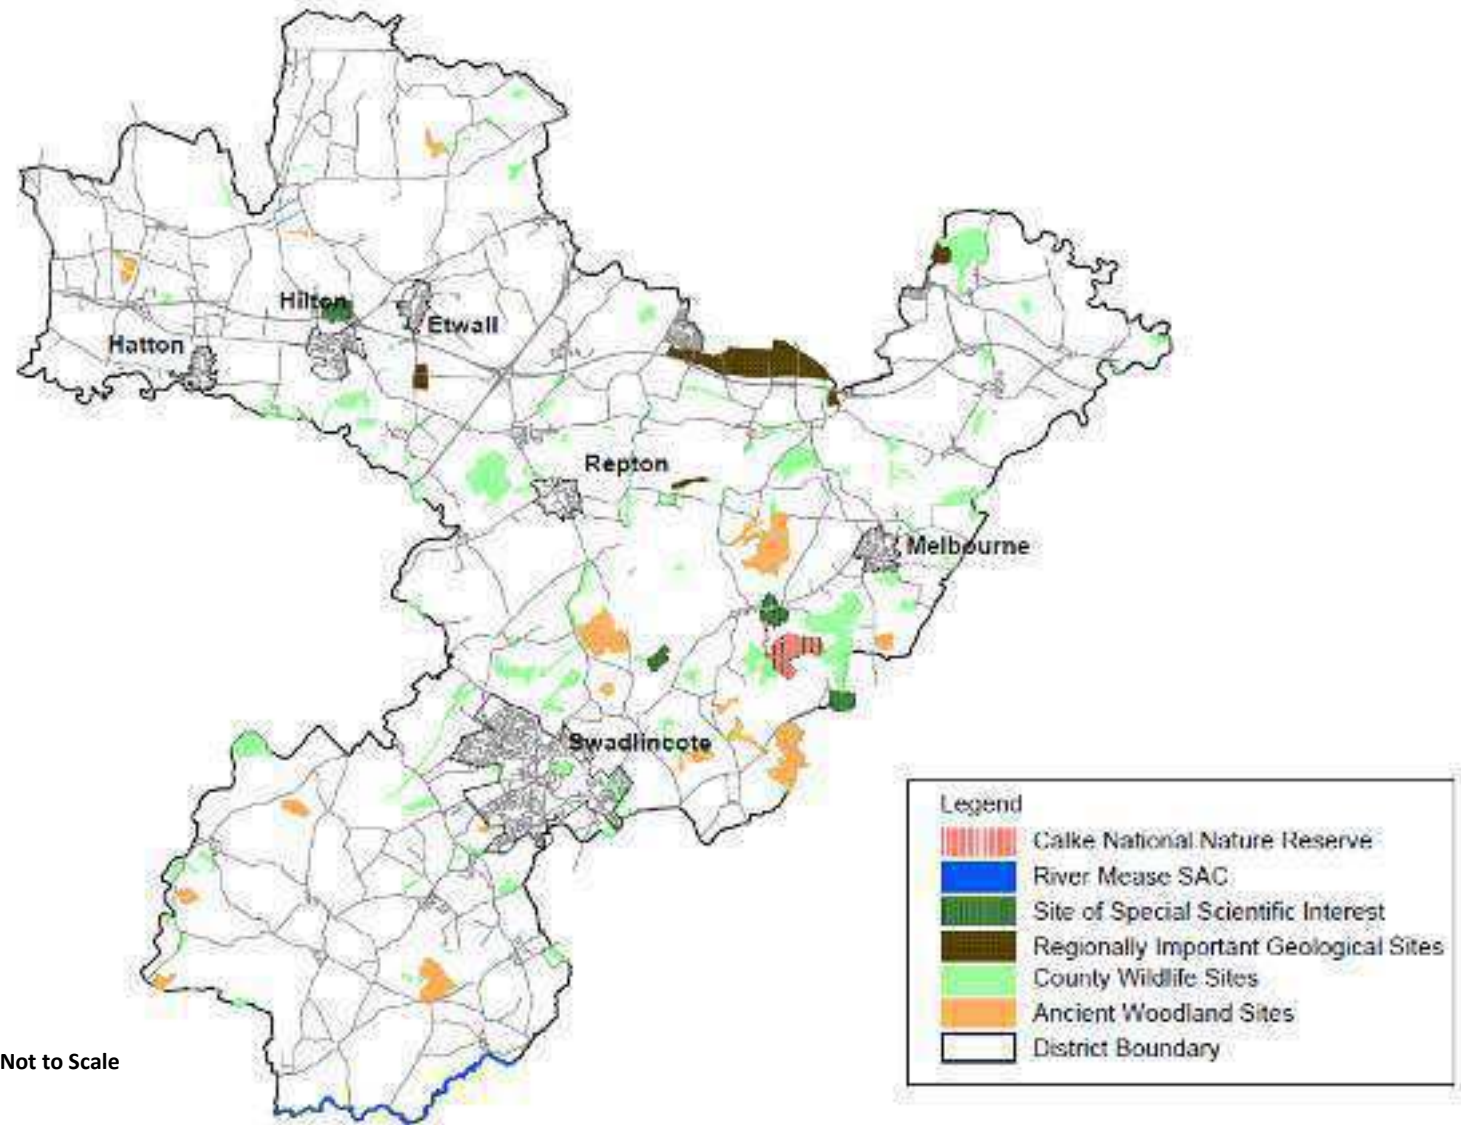 Hilton
Etwall
Hatton
Repton
Melbourne
Swadlincote
Legend
Calke National Nature Reserve
River Mease SAC
Site of Special Scientific Interest
Regionally Important Geological Sites
County Wildlife Sites
Ancient Woodland Sites
District Boundary
Not to Scale